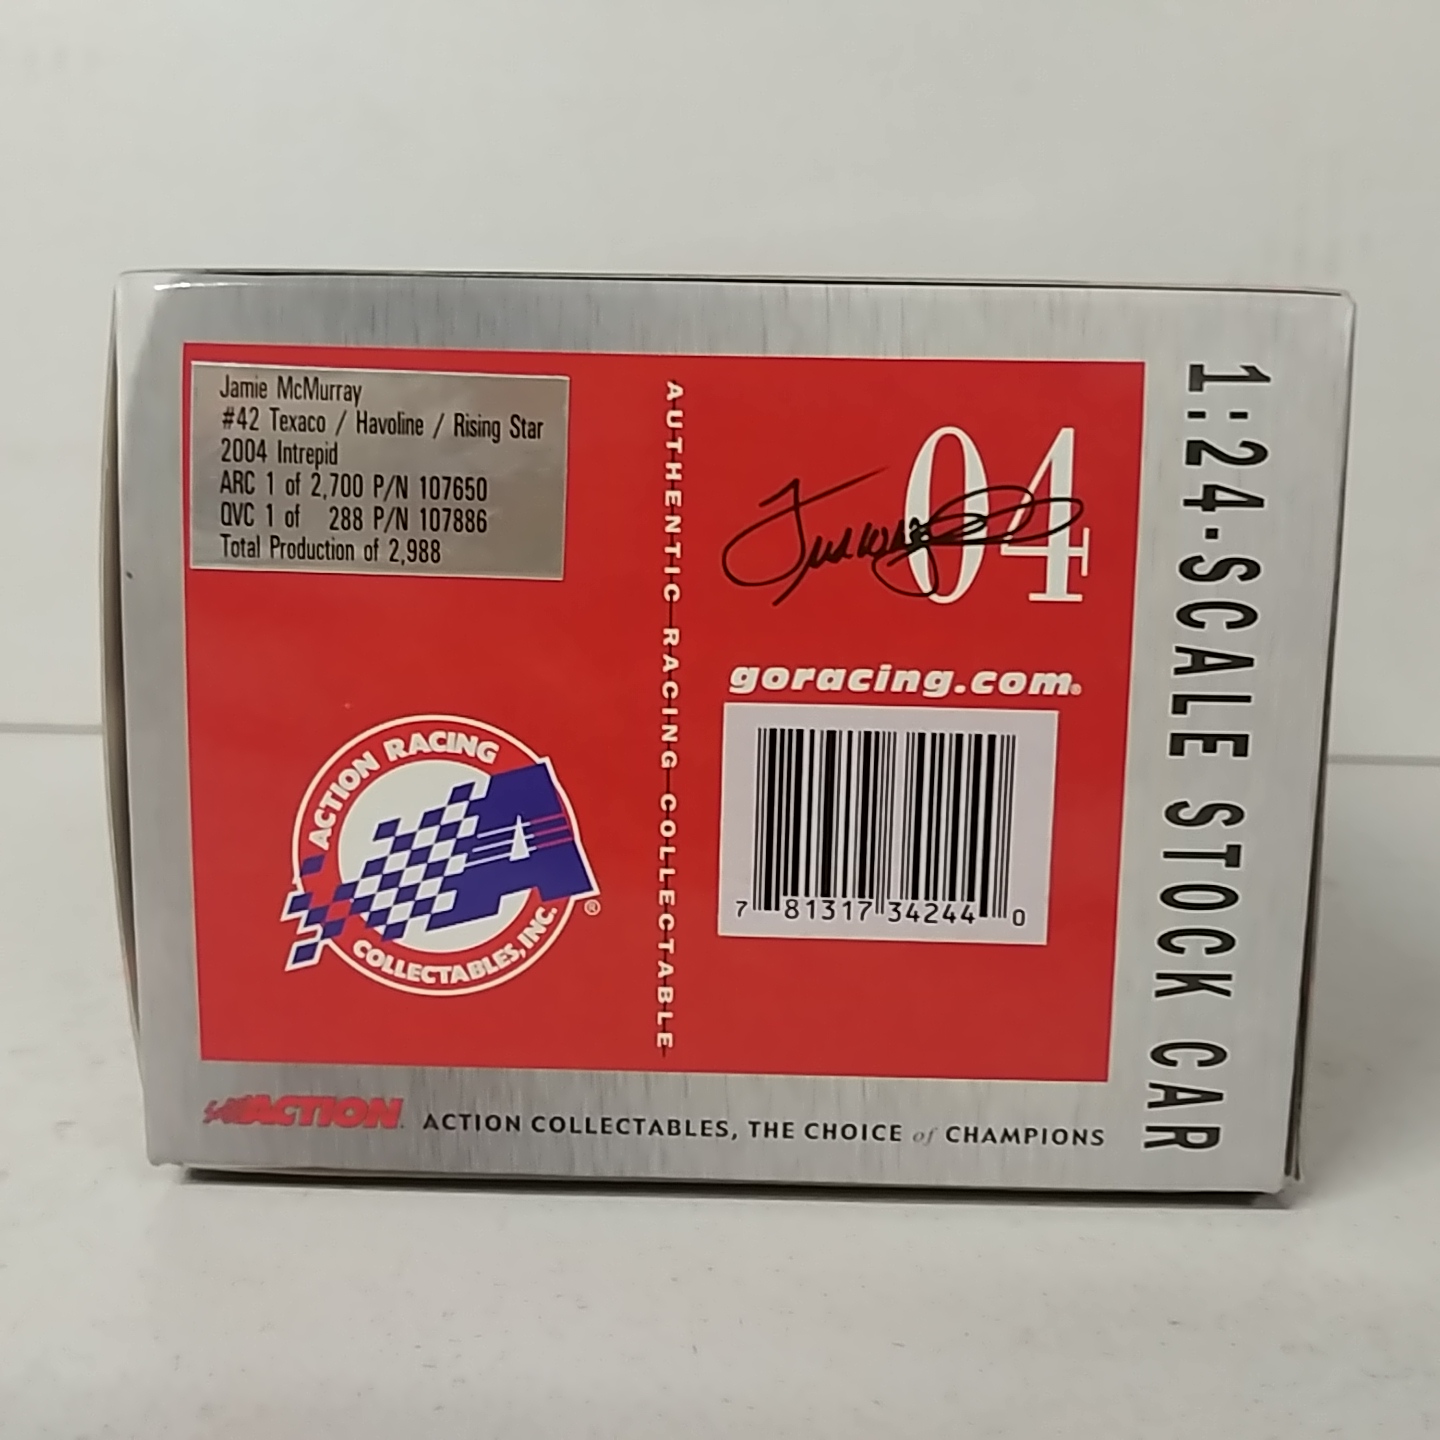 Jamie McMurray
#42 Texaco / Havoline / Rising Star
2004 Intrepid
ARC 1 of 2,700 P/N 107650
QVC 1 of 288 P/N 107886
Total Production of 2,988
ACTION RACING
COLLECTABLES, INC.®
AUTHENTIC RACING COLLECTABLE
04
goracing.com®
7 81317 34244 0
1:24-SCALE STOCK CAR
ACTION
ACTION COLLECTABLES, THE CHOICE of CHAMPIONS